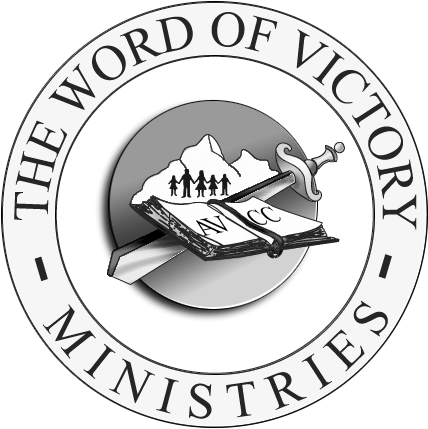 THE WORD OF VICTORY
MINISTRIES
AV CC